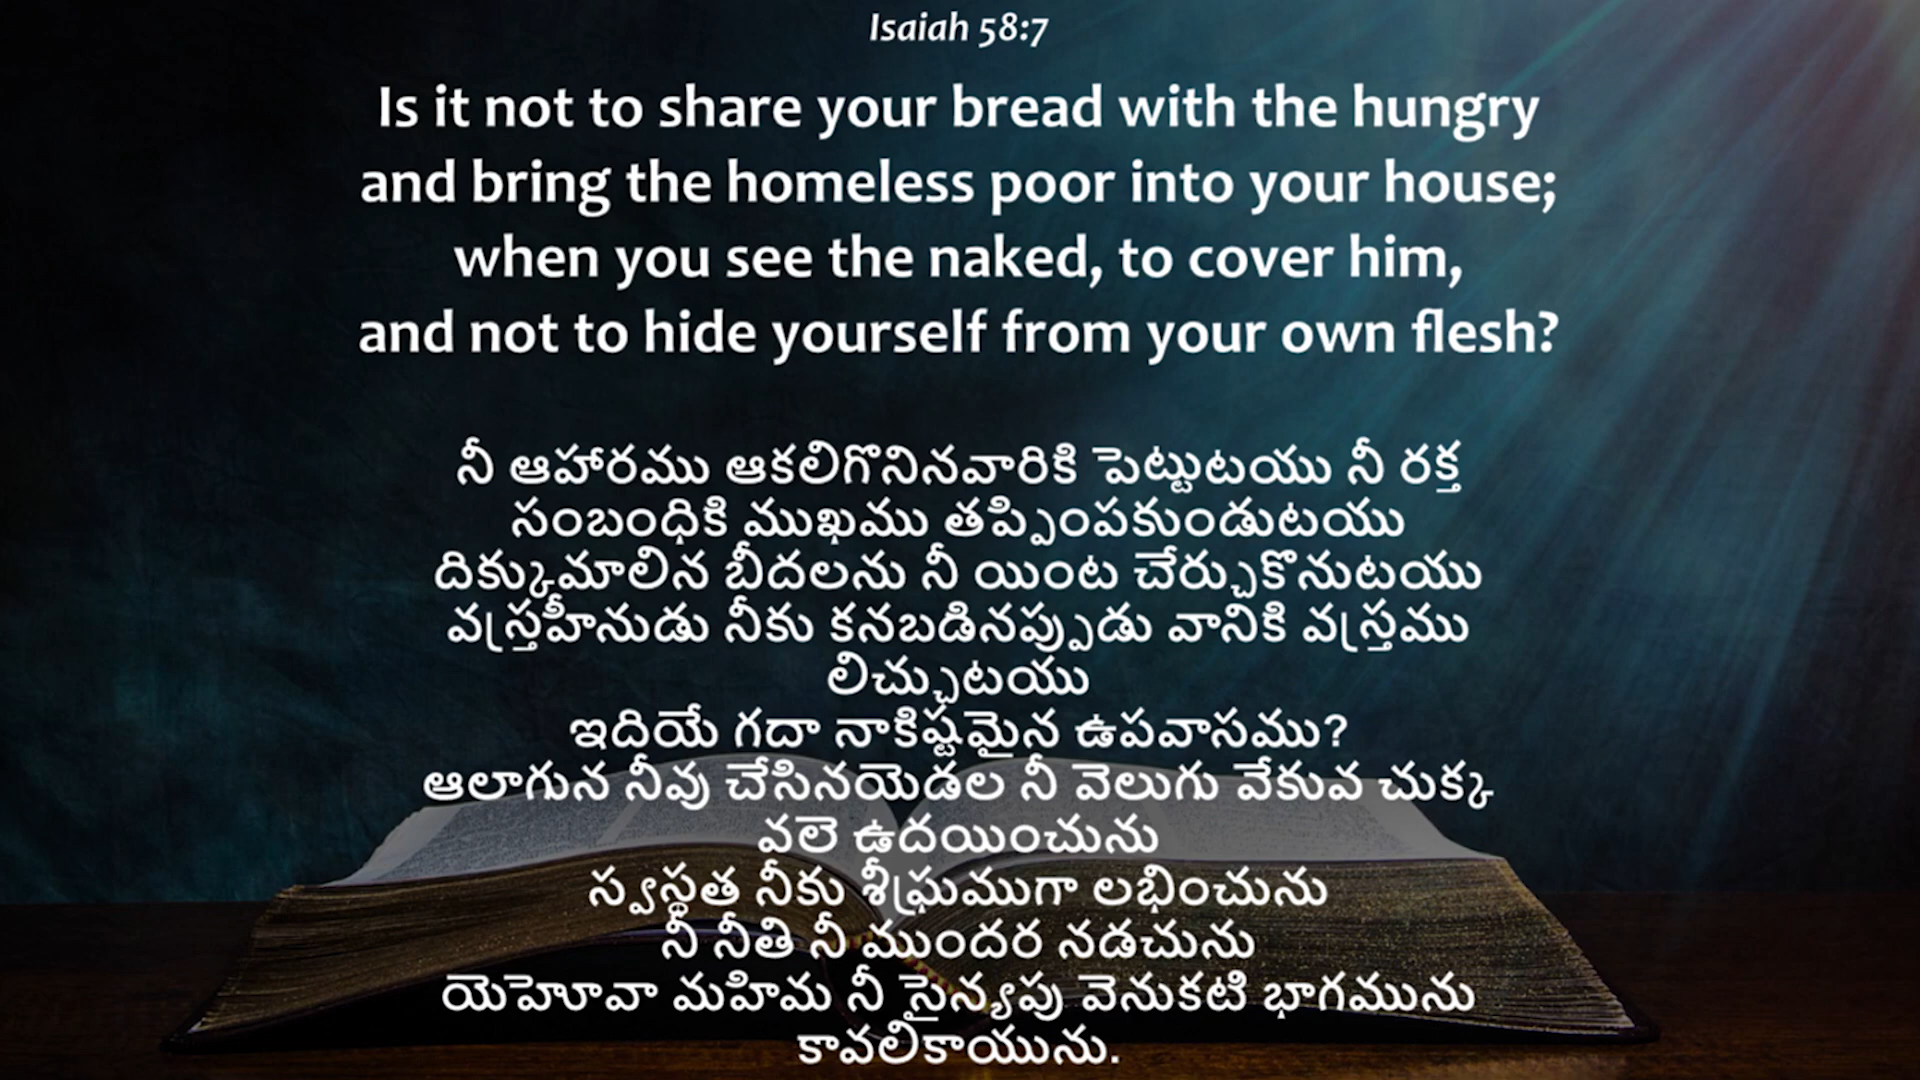 Isaiah 58:7
Is it not to share your bread with the hungry
and bring the homeless poor into your house;
when you see the naked, to cover him,
and not to hide yourself from your own flesh?
నీ ఆహారము ఆకలిగొనినవారికి పెట్టుటయు నీ రక్త
సంబంధికి ముఖము తప్పింపకుండుటయు
దిక్కుమాలిన బీదలను నీ యింట చేర్చుకొనుటయు
వస్త్రహీనుడు నీకు కనబడినప్పుడు వానికి వస్త్రము
లిచ్చుటయు
ఇదియే గదా నాకిష్టమైన ఉపవాసము?
ఆలాగున నీవు చేసినయెడల నీ వెలుగు వేకువ చుక్క
వలె ఉదయించును
స్వస్థత నీకు శీఘ్రముగా లభించును
నీ నీతి నీ ముందర నడచును
యెహెూవా మహిమ నీ సైన్యపు వెనుకటి భాగమును
కావలికాయును.